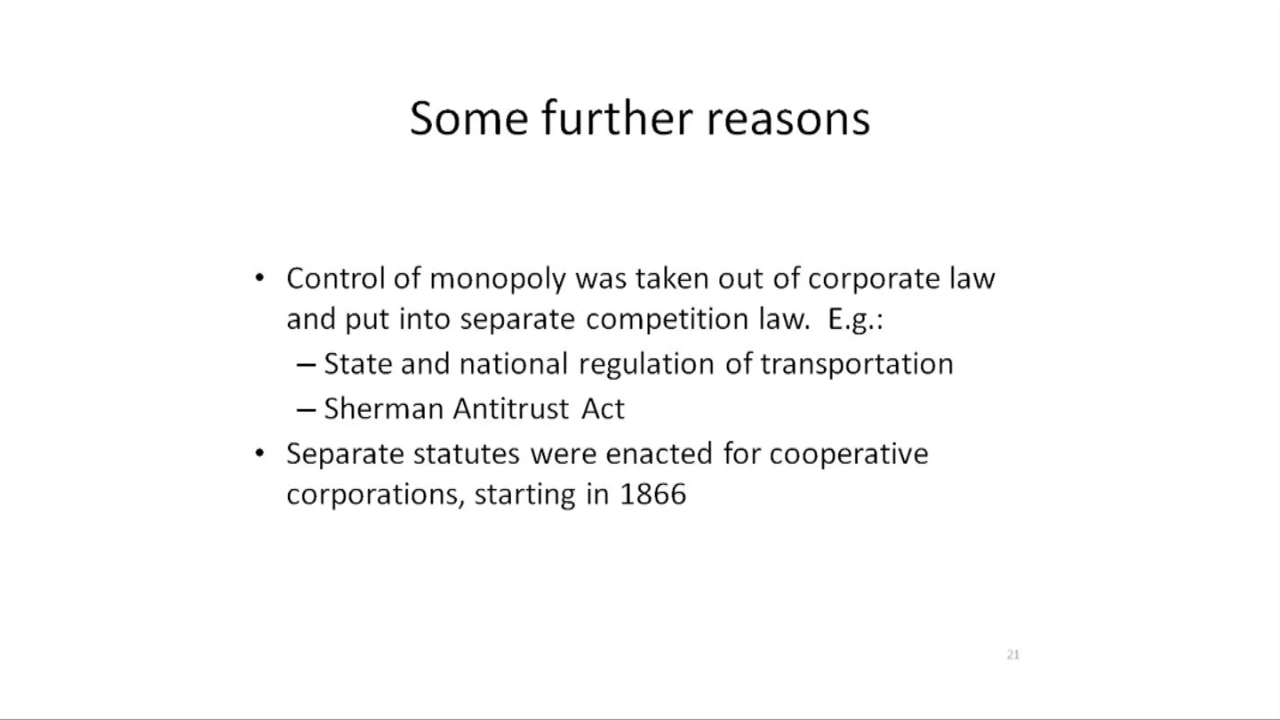 Some further reasons
• Control of monopoly was taken out of corporate law
and put into separate competition law.  E.g.:
– State and national regulation of transportation
– Sherman Antitrust Act
• Separate statutes were enacted for cooperative
corporations, starting in 1866
21